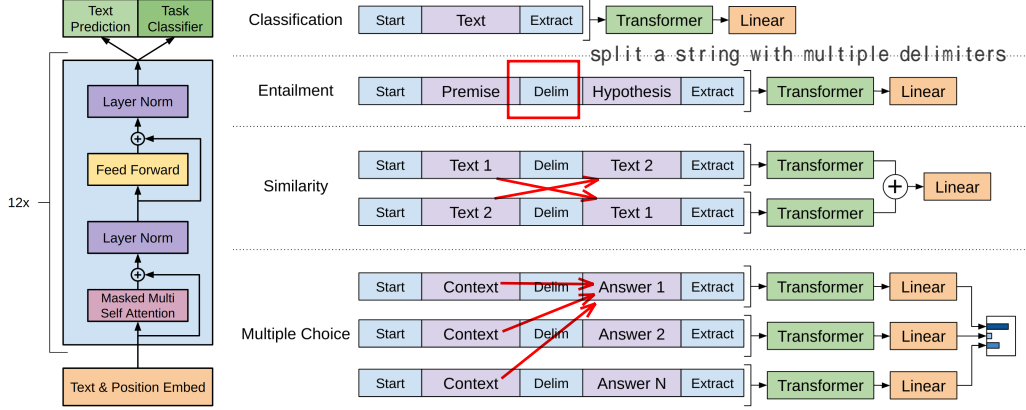 Text
Prediction
Task
Classifier
12x
Layer Norm
Feed Forward
Layer Norm
Masked Multi
Self Attention
Text & Position Embed
Classification
Start Text Extract Transformer Linear
split a string with multiple delimiters
Entailment
Start Premise Delim Hypothesis Extract Transformer Linear
Similarity
Start Text 1 Delim Text 2 Extract Transformer
Linear
Start Text 2 Delim Text 1 Extract Transformer
Multiple Choice
Start Context Delim Answer 1 Extract Transformer Linear
Start Context Delim Answer 2 Extract Transformer Linear
Start Context Delim Answer N Extract Transformer Linear